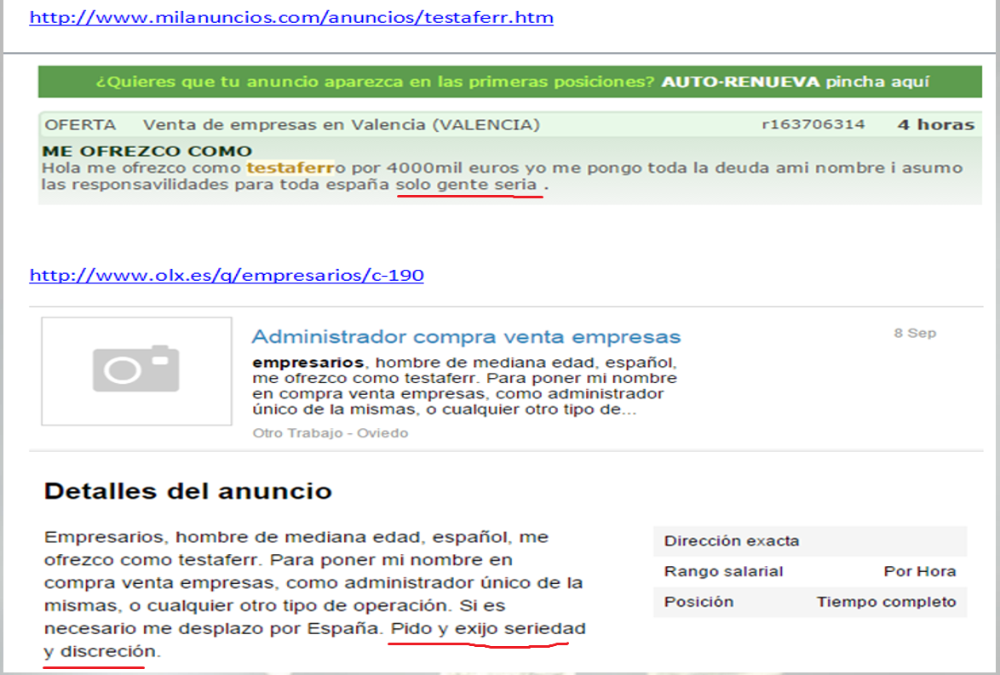 http://www.milanuncios.com/anuncios/testaferr.htm
¿Quieres que tu anuncio aparezca en las primeras posiciones? AUTO-RENUEVA pincha aquí
OFERTA Venta de empresas en Valencia (VALENCIA) r163706314 4 horas
ME OFREZCO COMO
Hola me ofrezco como testaferro por 4000mil euros yo me pongo toda la deuda ami nombre i asumo
las responsavilidades para toda españa solo gente seria .
http://www.olx.es/q/empresarios/c-190
Administrador compra venta empresas 8 Sep
empresarios, hombre de mediana edad, español,
me ofrezco como testaferr. Para poner mi nombre
en compra venta empresas, como administrador
único de la mismas, o cualquier otro tipo de...
Otro Trabajo - Oviedo
Detalles del anuncio
Empresarios, hombre de mediana edad, español, me
ofrezco como testaferr. Para poner mi nombre en
compra venta empresas, como administrador único de la
mismas, o cualquier otro tipo de operación. Si es
necesario me desplazo por España. Pido y exijo seriedad
y discreción.
Dirección exacta
Rango salarial Por Hora
Posición Tiempo completo